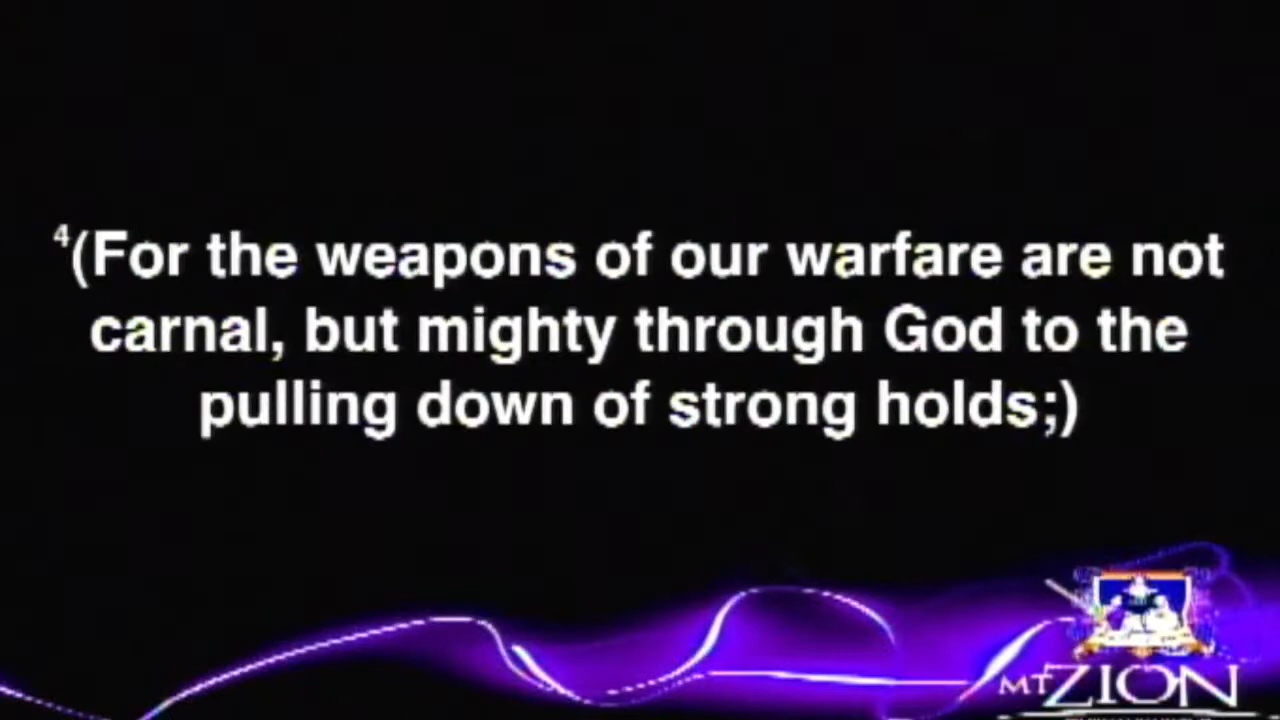 ⁴(For the weapons of our warfare are not
carnal, but mighty through God to the
pulling down of strong holds;)
MT ZION